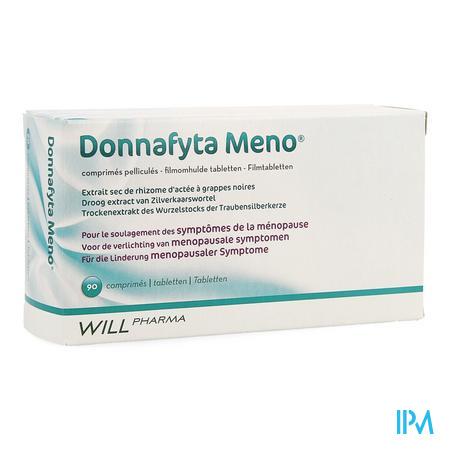 Donnafyta Meno®
comprimés pelliculés - filmomhulde tabletten - Filmtabletten
Extrait sec de rhizome d'actée à grappes noires
Droog extract van Zilverkaarswortel
Trockenextrakt des Wurzelstocks der Traubensilberkerze
Pour le soulagement des symptômes de la ménopause
Voor de verlichting van menopausale symptomen
Für die Linderung menopausaler Symptome
90 comprimés | tabletten | Tabletten
WILL PHARMA
Donnafyta Meno®
IPM